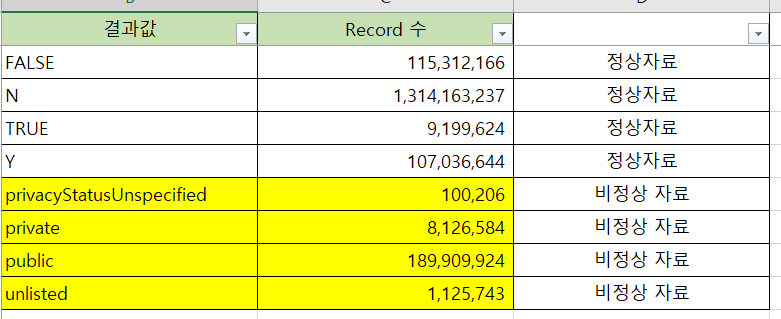 결과값 Record 수
FALSE 115,312,166 정상자료
N 1,314,163,237 정상자료
TRUE 9,199,624 정상자료
Y 107,036,644 정상자료
privacyStatusUnspecified 100,206 비정상 자료
private 8,126,584 비정상 자료
public 189,909,924 비정상 자료
unlisted 1,125,743 비정상 자료